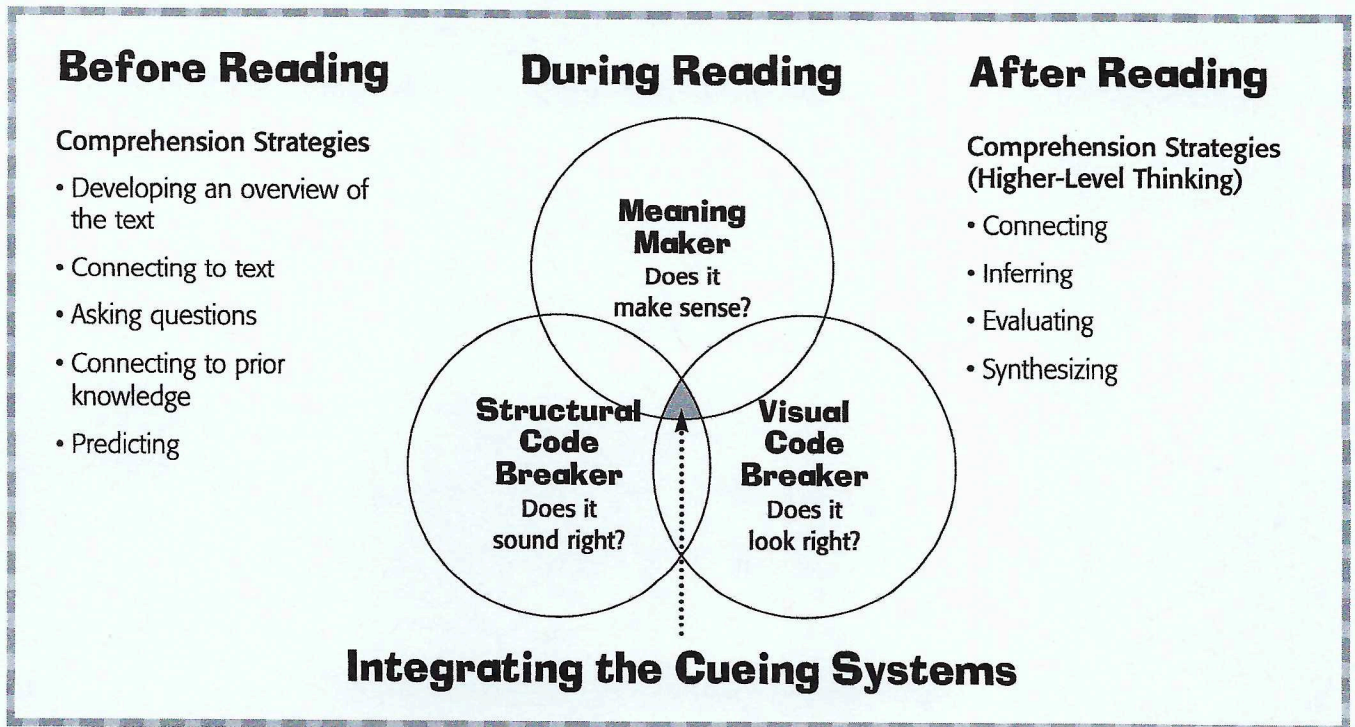 Before Reading
Comprehension Strategies
• Developing an overview of
the text
• Connecting to text
• Asking questions
• Connecting to prior
knowledge
• Predicting
During Reading
Meaning
Maker
Does it
make sense?
Structural
Code
Breaker
Does it
sound right?
Visual
Code
Breaker
Does it
look right?
Integrating the Cueing Systems
After Reading
Comprehension Strategies
(Higher-Level Thinking)
• Connecting
• Inferring
• Evaluating
• Synthesizing